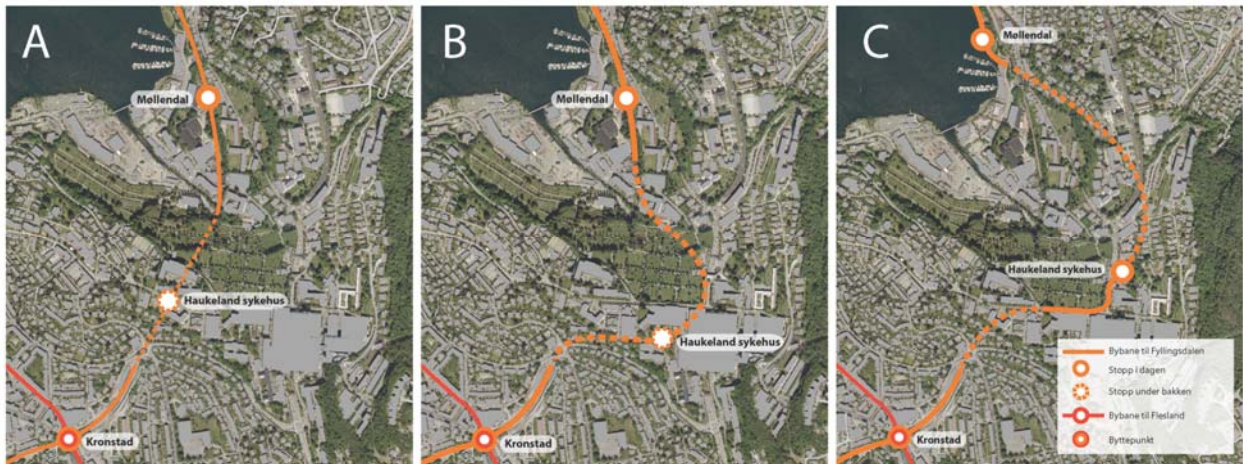 A
Møllendal
Haukeland sykehus
Kronstad
B
Møllendal
Haukeland sykehus
Kronstad
C
Møllendal
Haukeland sykehus
Kronstad
Bybane til Fyllingsdalen
Stopp i dagen
Stopp under bakken
Bybane til Flesland
Byttepunkt